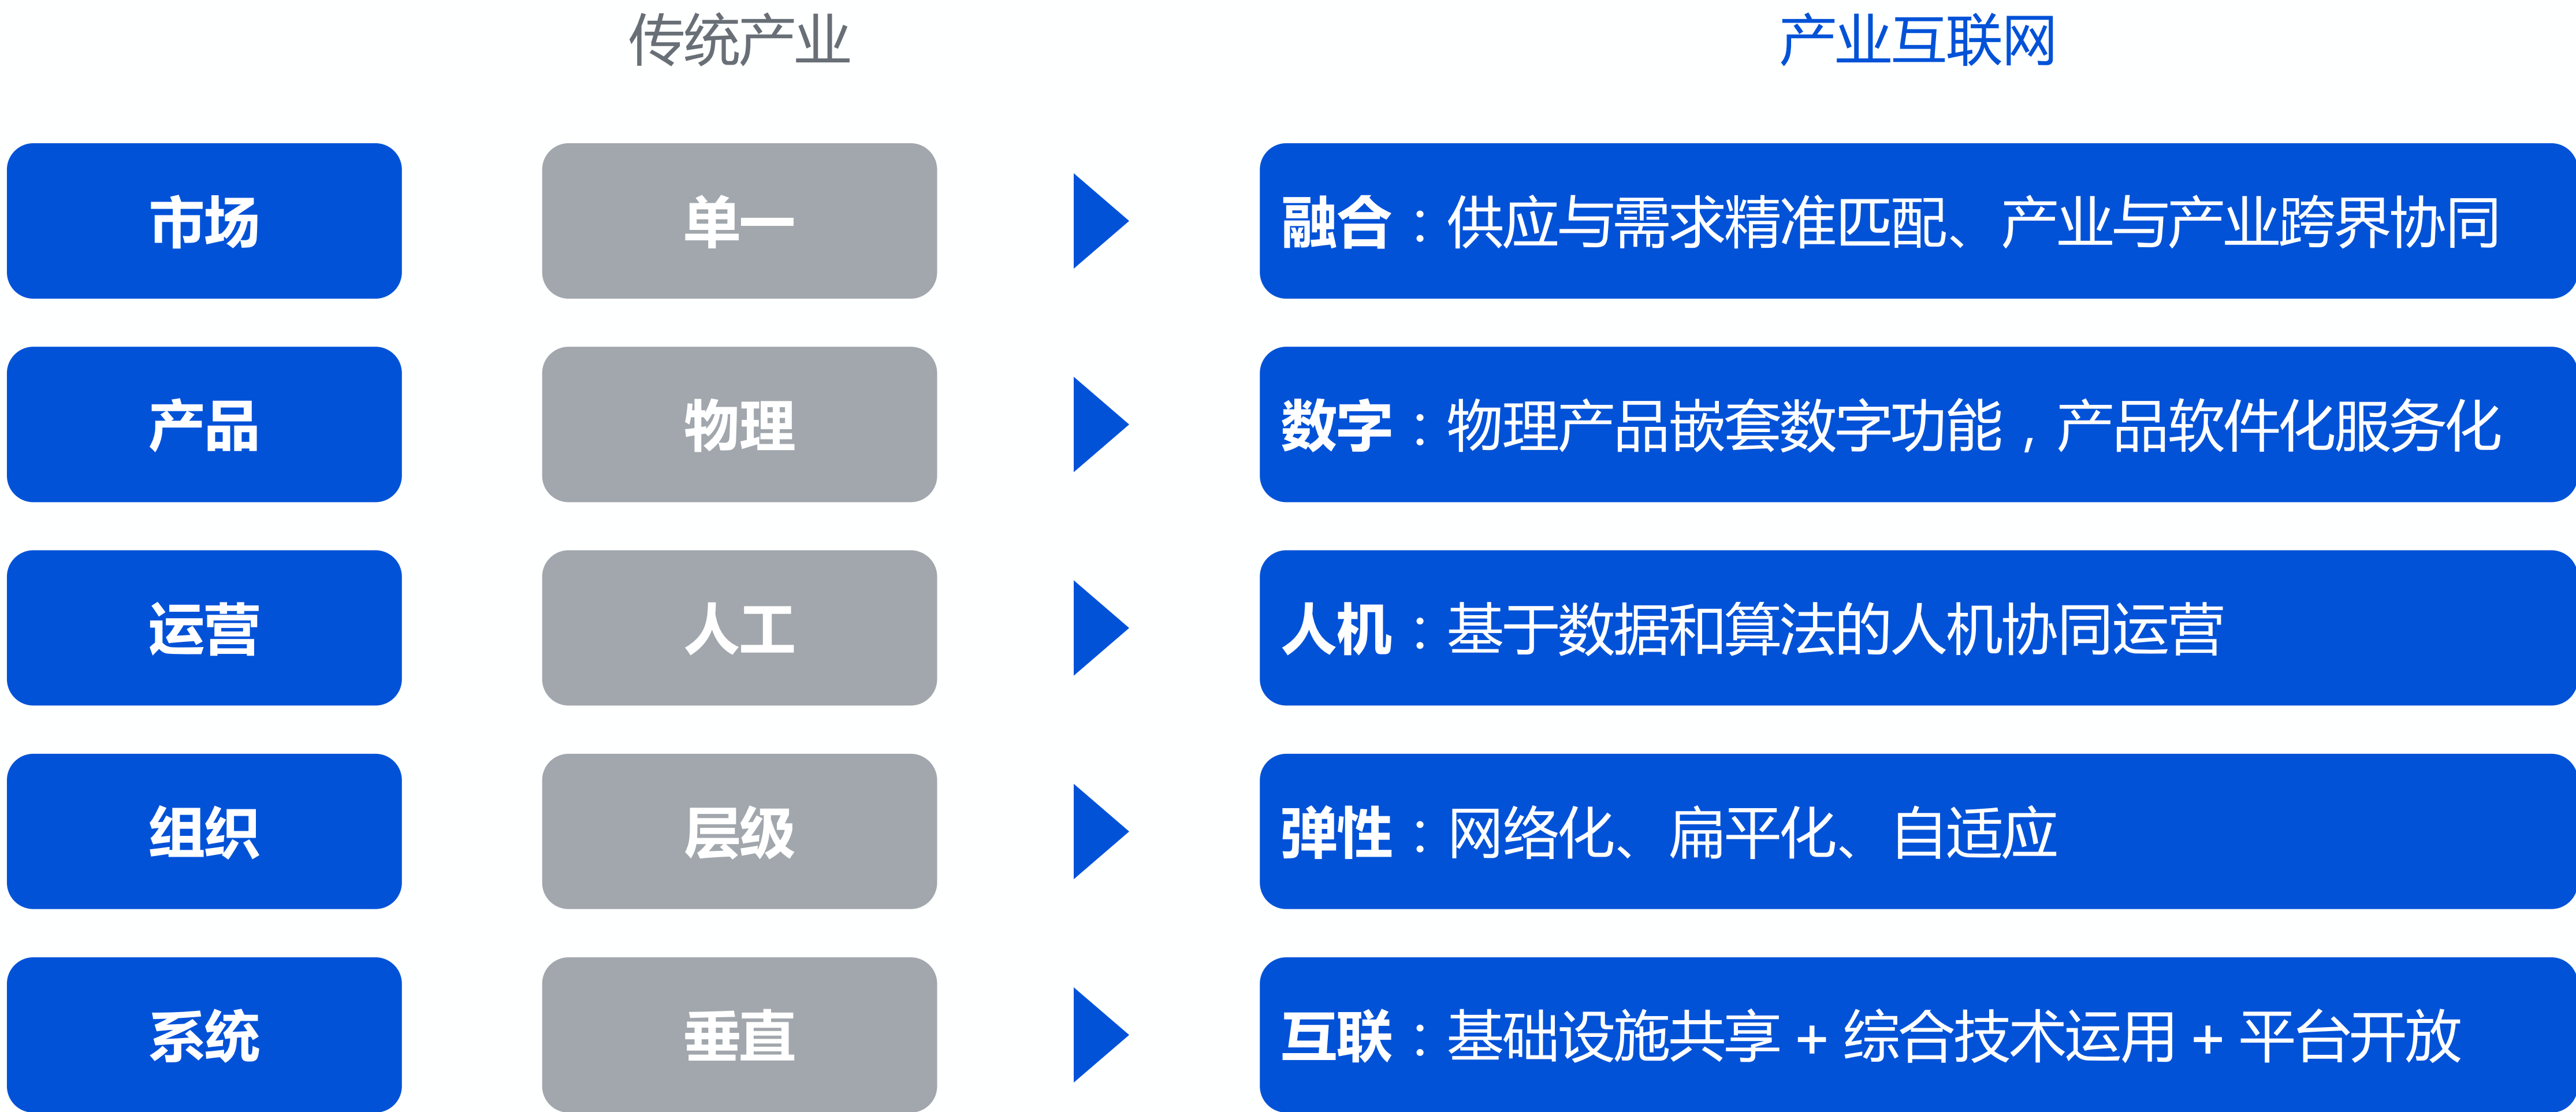 传统产业 产业互联网
市场 单一 融合：供应与需求精准匹配、产业与产业跨界协同
产品 物理 数字：物理产品嵌套数字功能，产品软件化服务化
运营 人工 人机：基于数据和算法的人机协同运营
组织 层级 弹性：网络化、扁平化、自适应
系统 垂直 互联：基础设施共享 + 综合技术运用 + 平台开放